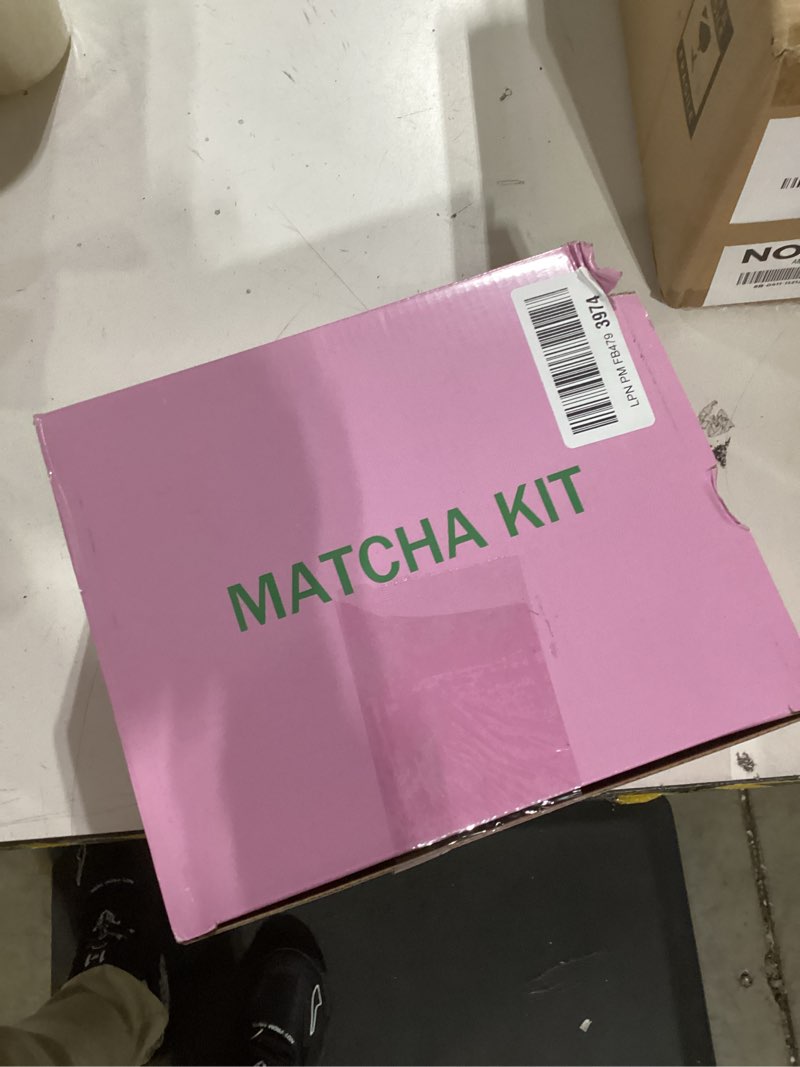 NO
LPN PM FB479 3974
MATCHA KIT